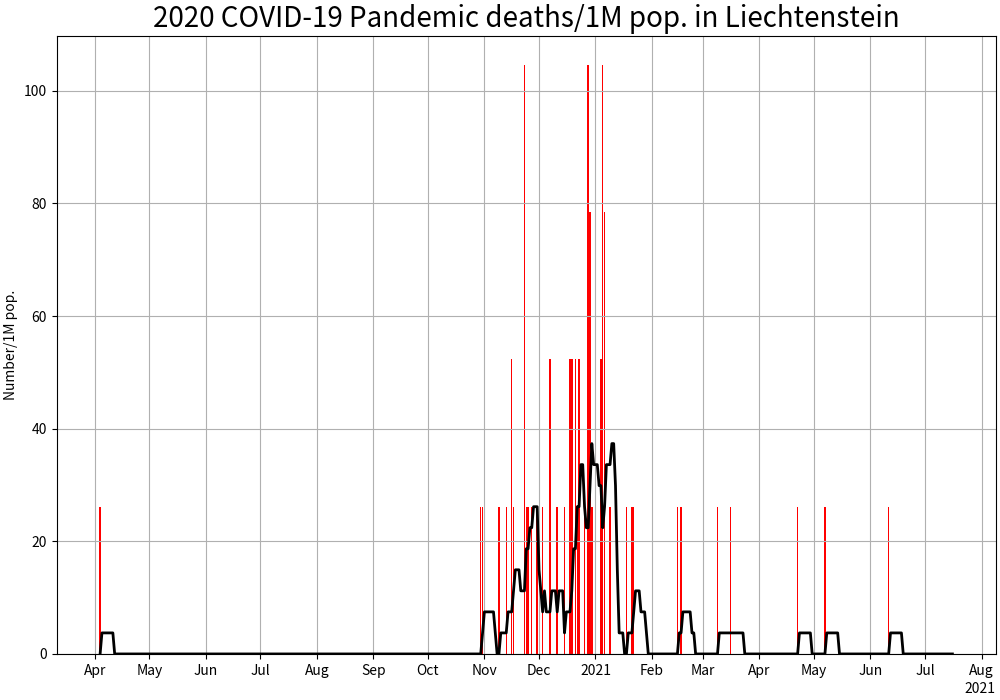 2020 COVID-19 Pandemic deaths/1M pop. in Liechtenstein
Number/1M pop.
100
80
60
40
20
0
Apr May Jun Jul Aug Sep Oct Nov Dec 2021 Feb Mar Apr May Jun Jul Aug
2021